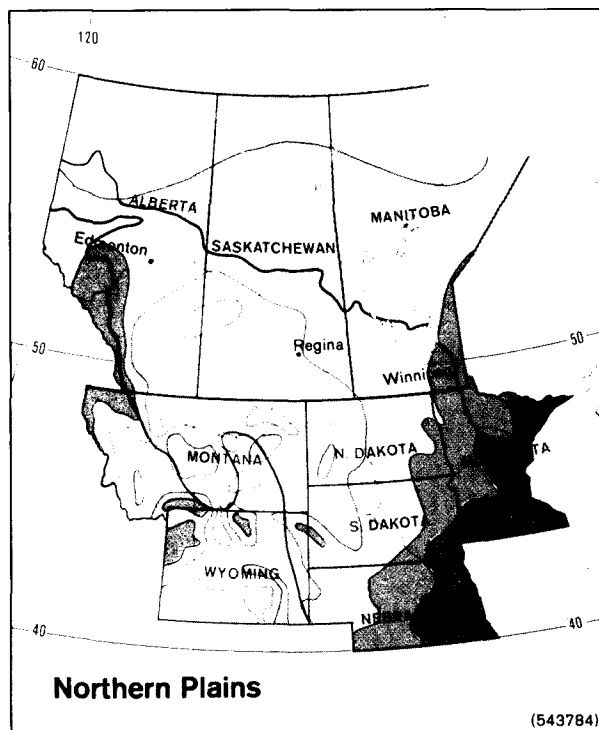 120
60
ALBERTA
MANITOBA
Edmonton
SASKATCHEWAN
50
Regina
50
MONTANA
N. DAKOTA
S. DAKOTA
WYOMING
40
40
Northern Plains
(543784)